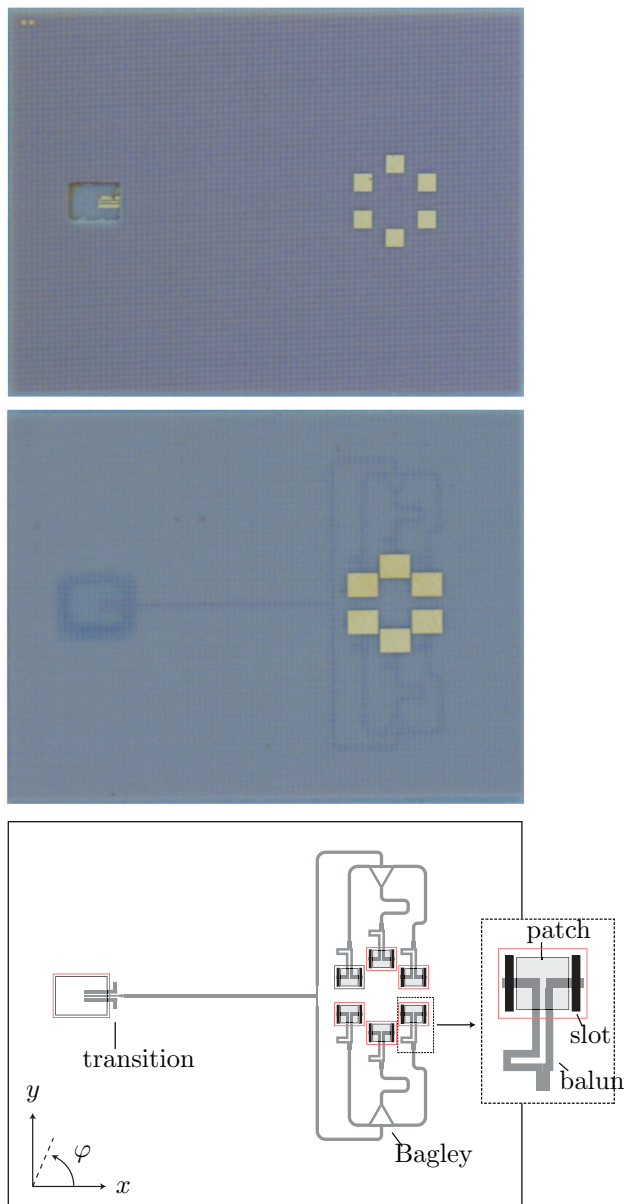 patch
slot
balun
transition
Bagley
y
φ
x